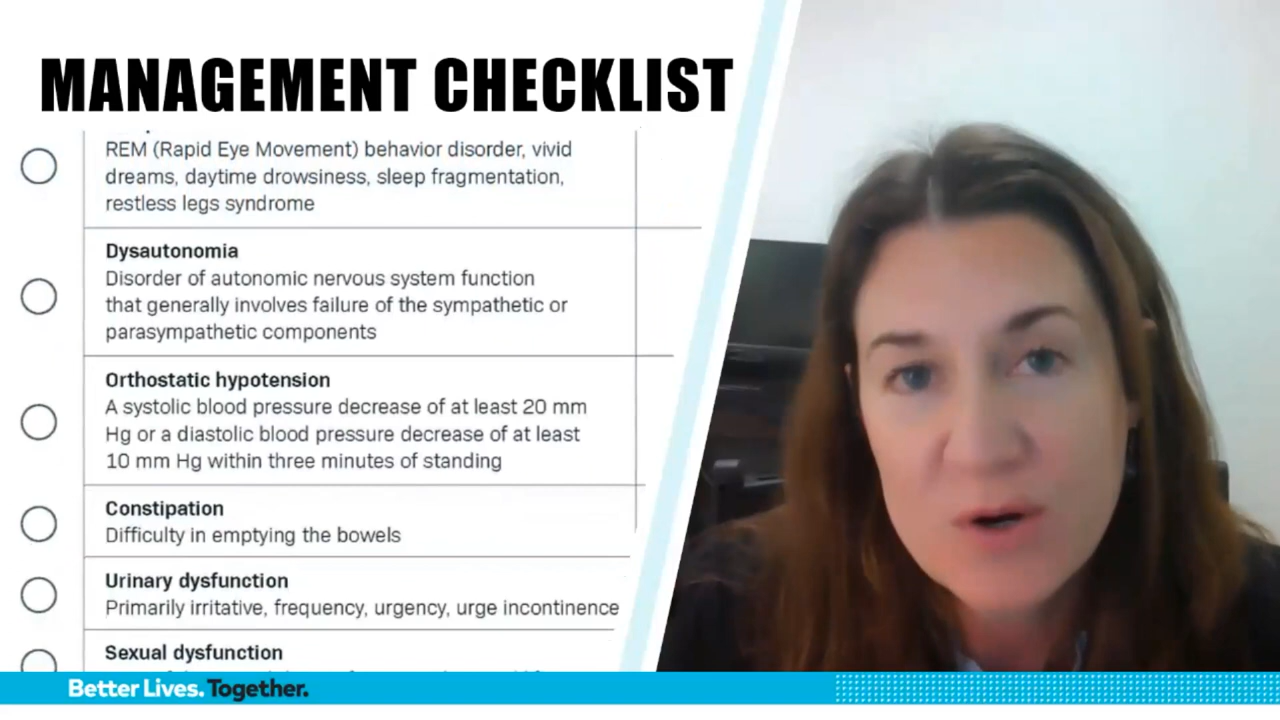 MANAGEMENT CHECKLIST
REM (Rapid Eye Movement) behavior disorder, vivid
dreams, daytime drowsiness, sleep fragmentation,
restless legs syndrome
Dysautonomia
Disorder of autonomic nervous system function
that generally involves failure of the sympathetic or
parasympathetic components
Orthostatic hypotension
A systolic blood pressure decrease of at least 20 mm
Hg or a diastolic blood pressure decrease of at least
10 mm Hg within three minutes of standing
Constipation
Difficulty in emptying the bowels
Urinary dysfunction
Primarily irritative, frequency, urgency, urge incontinence
Sexual dysfunction
Better Lives. Together.